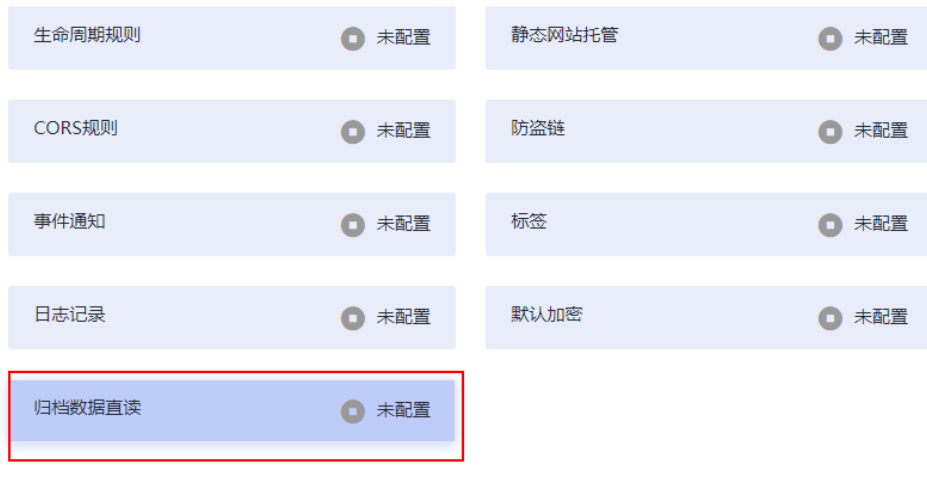 生命周期规则 未配置
静态网站托管 未配置
CORS规则 未配置
防盗链 未配置
事件通知 未配置
标签 未配置
日志记录 未配置
默认加密 未配置
归档数据直读 未配置